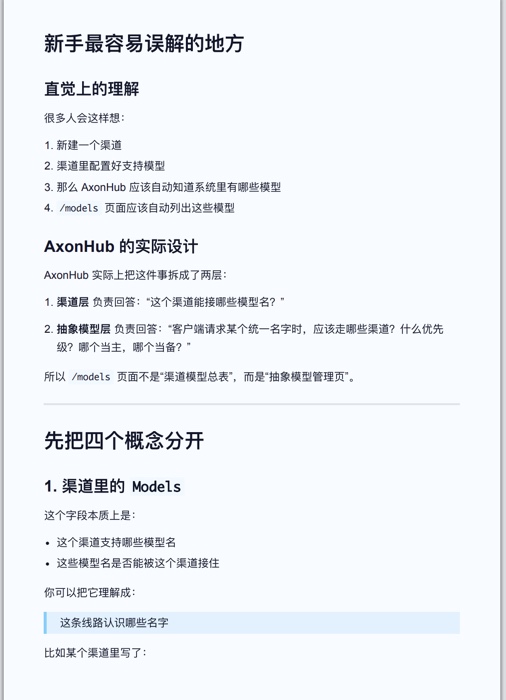 新手最容易误解的地方
直觉上的理解
很多人会这样想：
1. 新建一个渠道
2. 渠道里配置好支持模型
3. 那么 AxonHub 应该自动知道系统里有哪些模型
4. /models 页面应该自动列出这些模型
AxonHub 的实际设计
AxonHub 实际上把这件事拆成了两层：
1. 渠道层 负责回答：“这个渠道能接哪些模型名？”
2. 抽象模型层 负责回答：“客户端请求某个统一名字时，应该走哪些渠道？什么优先
级？哪个当主，哪个当备？”
所以 /models 页面不是“渠道模型总表”，而是“抽象模型管理页”。
先把四个概念分开
1. 渠道里的 Models
这个字段本质上是：
• 这个渠道支持哪些模型名
• 这些模型名是否能被这个渠道接住
你可以把它理解成：
这条线路认识哪些名字
比如某个渠道里写了：